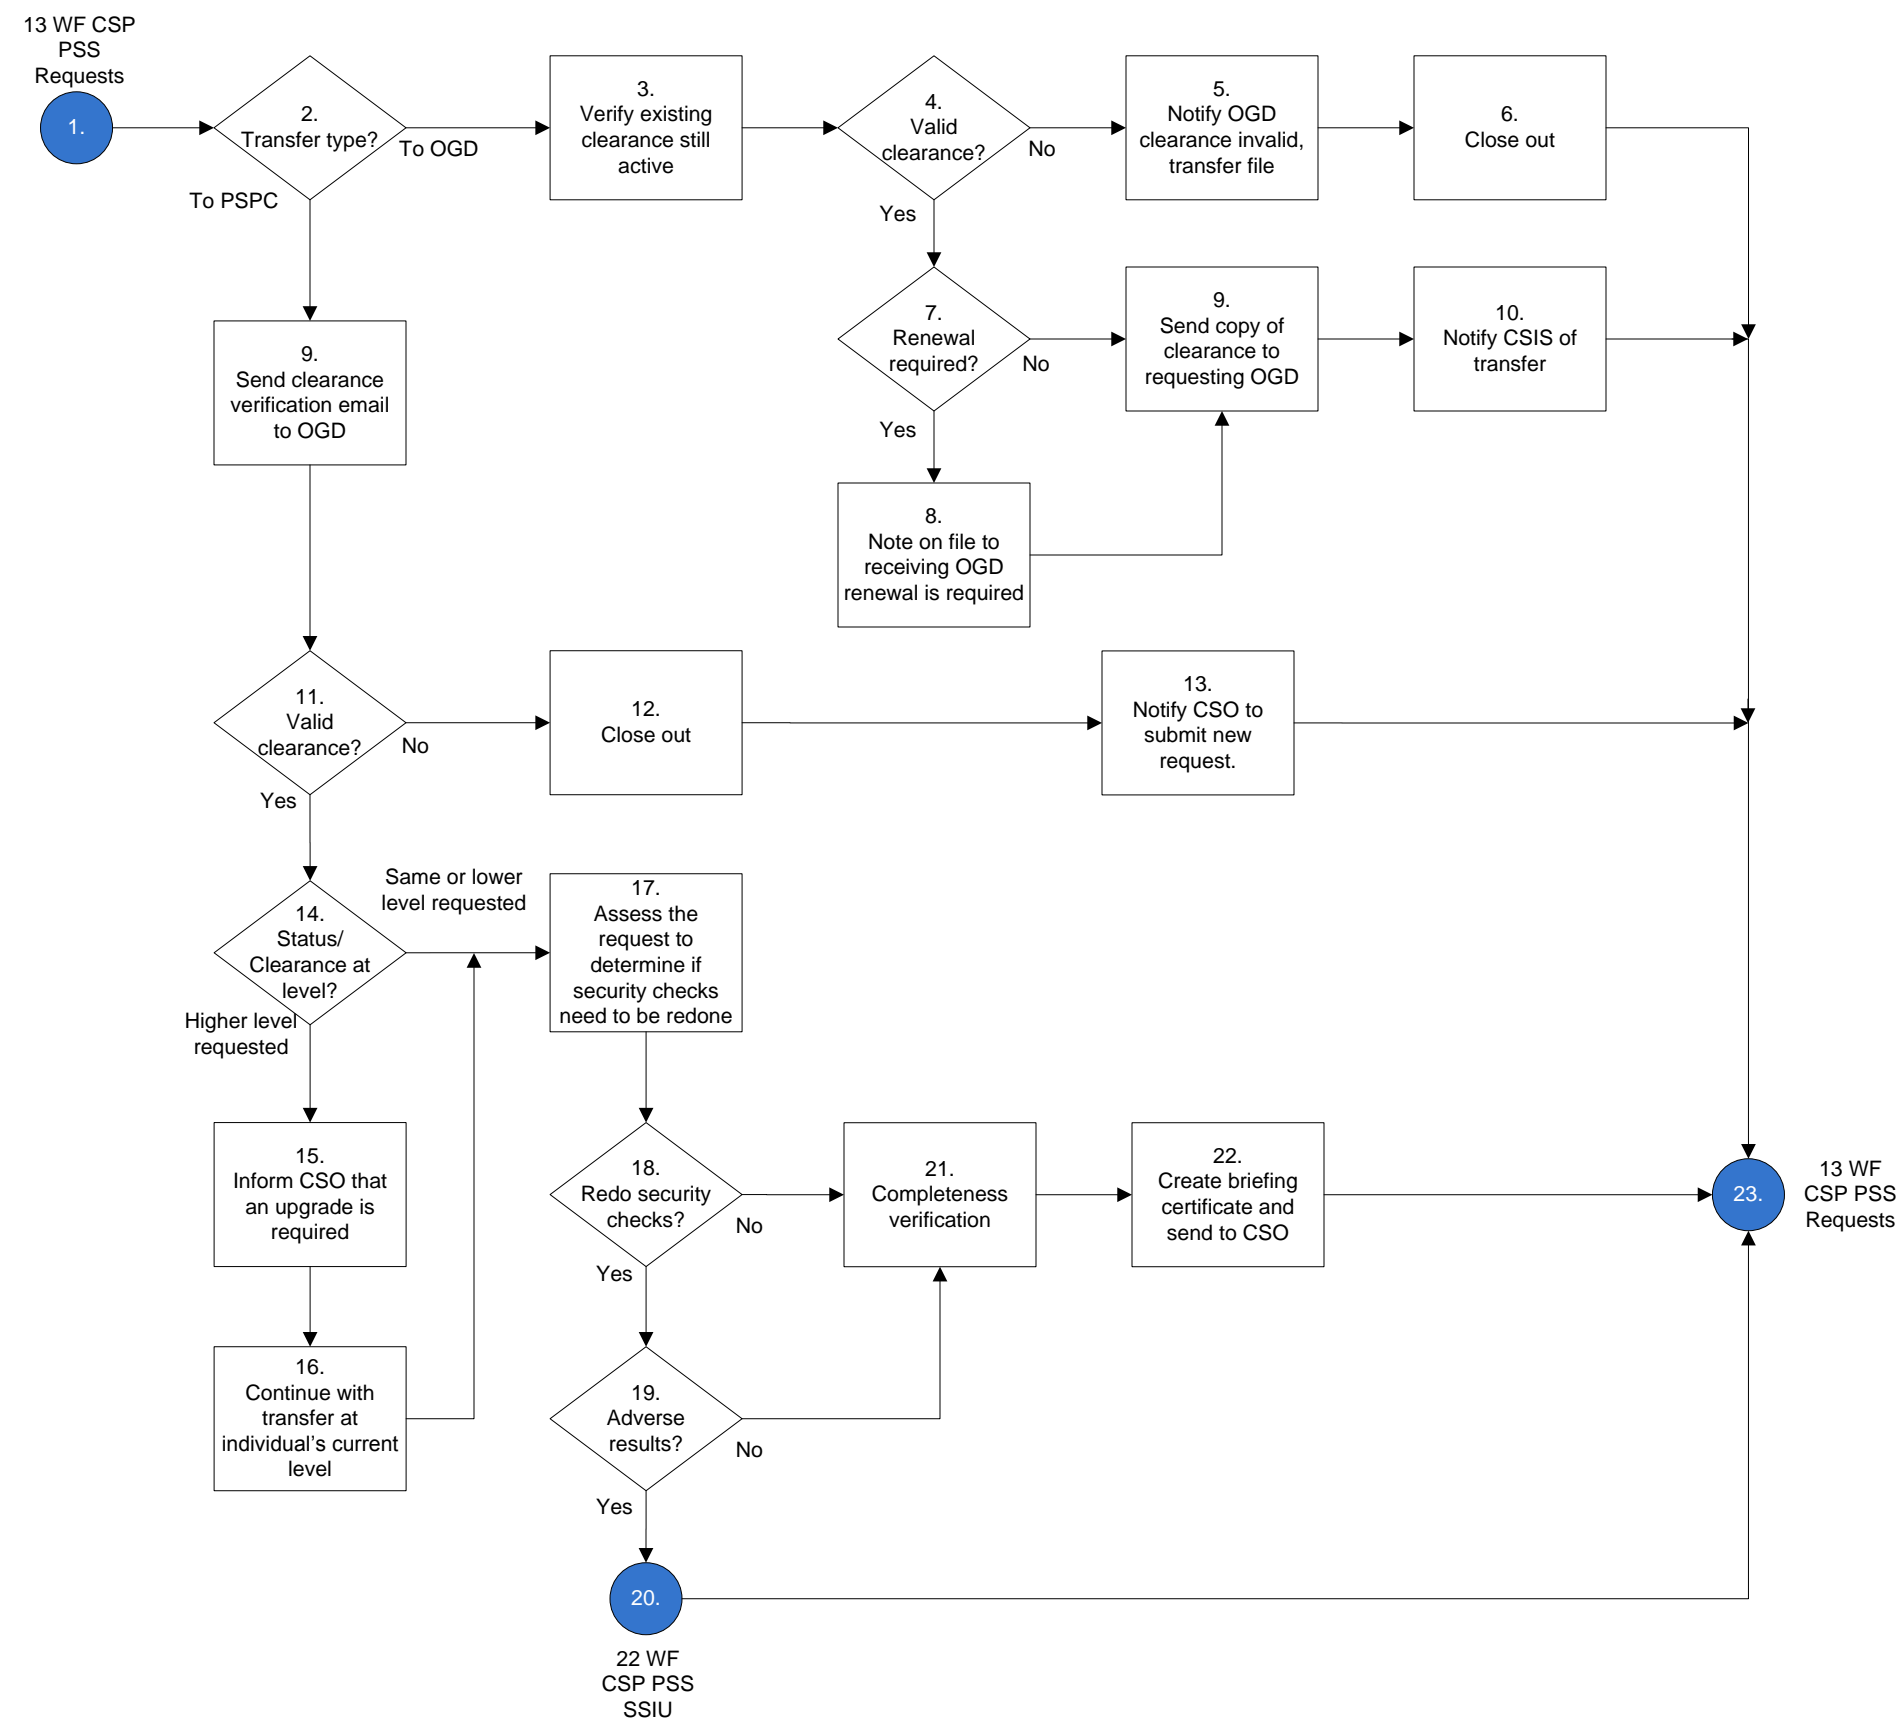 13 WF CSP
PSS
Requests
1.
2.
Transfer type?
To OGD
To PSPC
3.
Verify existing
clearance still
active
4.
Valid
clearance?
No
Yes
5.
Notify OGD
clearance invalid,
transfer file
6.
Close out
7.
Renewal
required?
No
Yes
9.
Send copy of
clearance to
requesting OGD
10.
Notify CSIS of
transfer
8.
Note on file to
receiving OGD
renewal is required
9.
Send clearance
verification email
to OGD
11.
Valid
clearance?
No
Yes
12.
Close out
13.
Notify CSO to
submit new
request.
14.
Status/
Clearance at
level?
Same or lower
level requested
Higher level
requested
17.
Assess the
request to
determine if
security checks
need to be redone
15.
Inform CSO that
an upgrade is
required
16.
Continue with
transfer at
individual’s current
level
18.
Redo security
checks?
No
Yes
21.
Completeness
verification
22.
Create briefing
certificate and
send to CSO
23.
13 WF
CSP PSS
Requests
19.
Adverse
results?
No
Yes
20.
22 WF
CSP PSS
SSIU